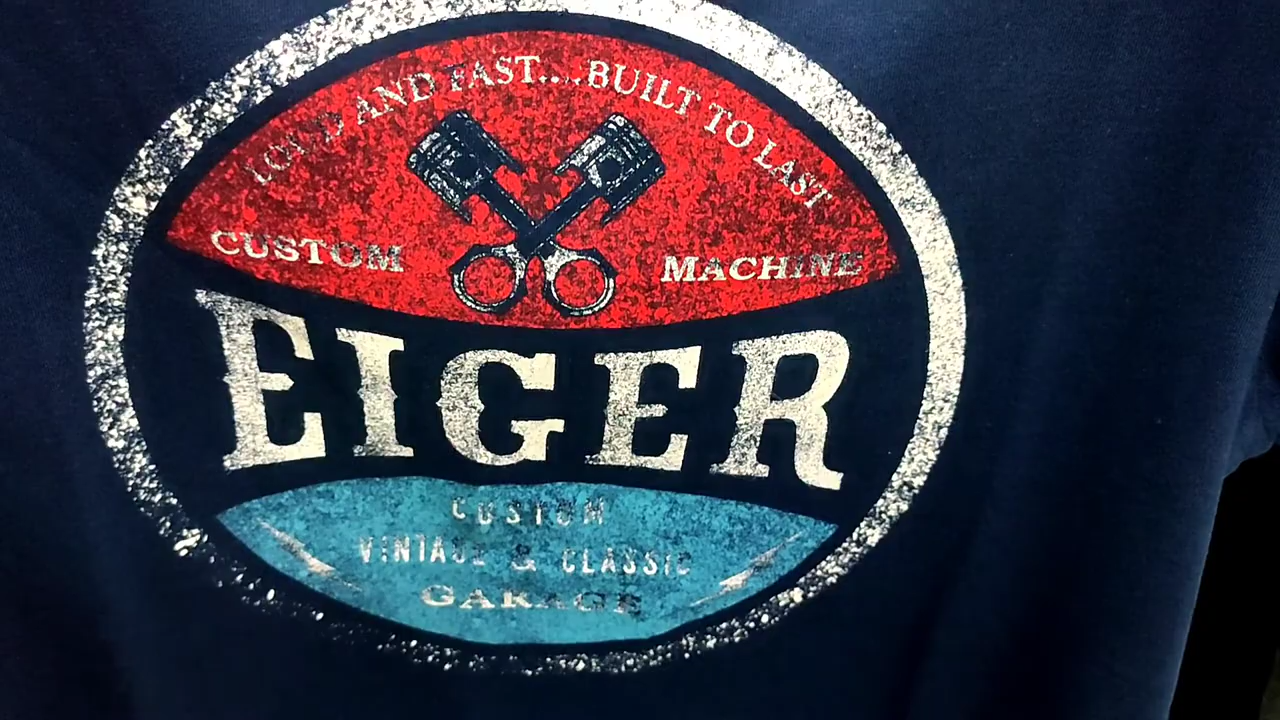 LOUD AND FAST....BUILT TO LAST
CUSTOM MACHINE
EIGER
CUSTOM
VINTAGE & CLASSIC
GARAGE